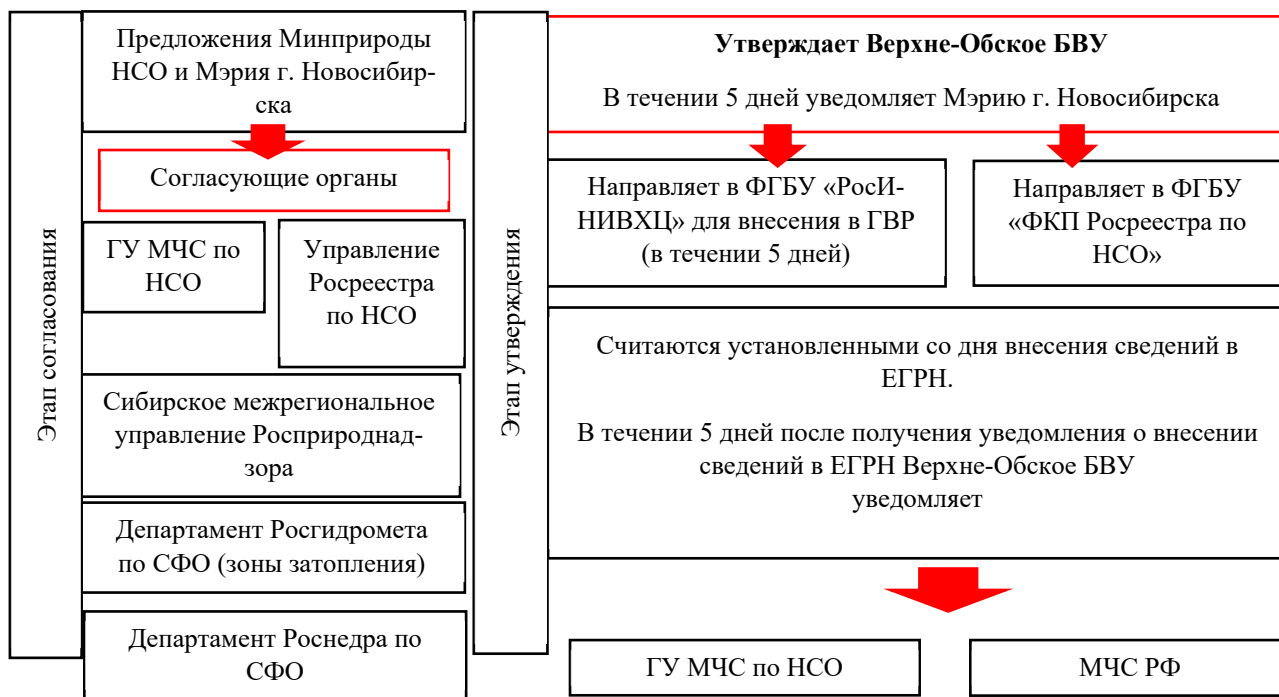 Этап согласования
Предложения Минприроды
НСО и Мэрия г. Новосибир-
ска
Согласующие органы
ГУ МЧС по
НСО
Управление
Росреестра
по НСО
Сибирское межрегиональное
управление Росприроднад-
зора
Департамент Росгидромета
по СФО (зоны затопления)
Департамент Роснедра по
СФО
Этап утверждения
Утверждает Верхне-Обское БВУ
В течении 5 дней уведомляет Мэрию г. Новосибирска
Направляет в ФГБУ «РосИ-
НИВХЦ» для внесения в ГВР
(в течении 5 дней)
Направляет в ФГБУ
«ФКП Росреестра по
НСО»
Считаются установленными со дня внесения сведений в
ЕГРН.
В течении 5 дней после получения уведомления о внесении
сведений в ЕГРН Верхне-Обское БВУ
уведомляет
ГУ МЧС по НСО
МЧС РФ